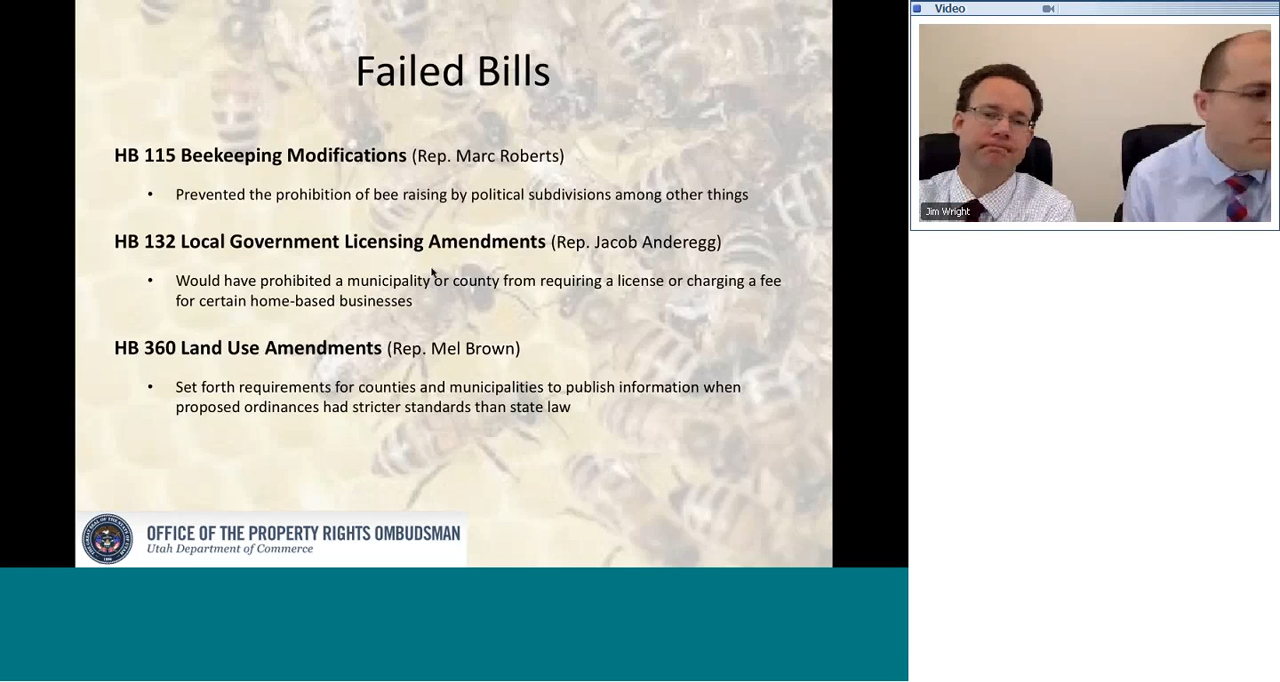 Video
Failed Bills
HB 115 Beekeeping Modifications (Rep. Marc Roberts)
• Prevented the prohibition of bee raising by political subdivisions among other things
HB 132 Local Government Licensing Amendments (Rep. Jacob Anderegg)
• Would have prohibited a municipality or county from requiring a license or charging a fee
for certain home-based businesses
HB 360 Land Use Amendments (Rep. Mel Brown)
• Set forth requirements for counties and municipalities to publish information when
proposed ordinances had stricter standards than state law
OFFICE OF THE PROPERTY RIGHTS OMBUDSMAN
Utah Department of Commerce
Jim Wright